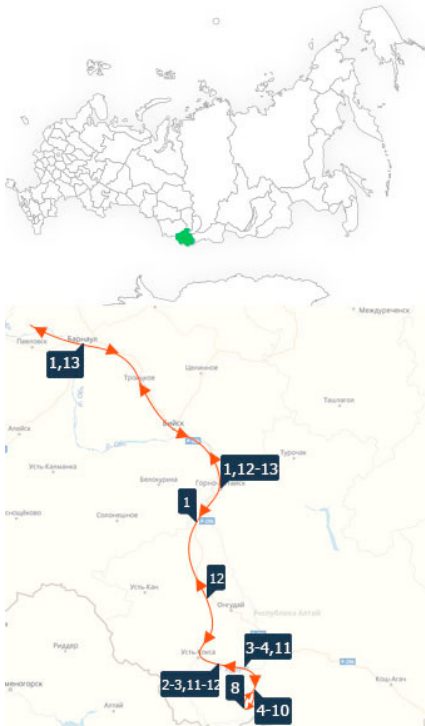 Междуреченск
Павловск
Барнаул
1,13
Троицкое
Целинное
Таштагол
Алейск
Бийск
Турочак
Усть-Калманка
Белокуриха
1,12-13
Солонешное
1
Усть-Кан
12
Онгудай
Республика Алтай
Риддер
Усть-Кокса
3-4,11
Кош-Агач
2-3,11-12
8
4-10
Алтай